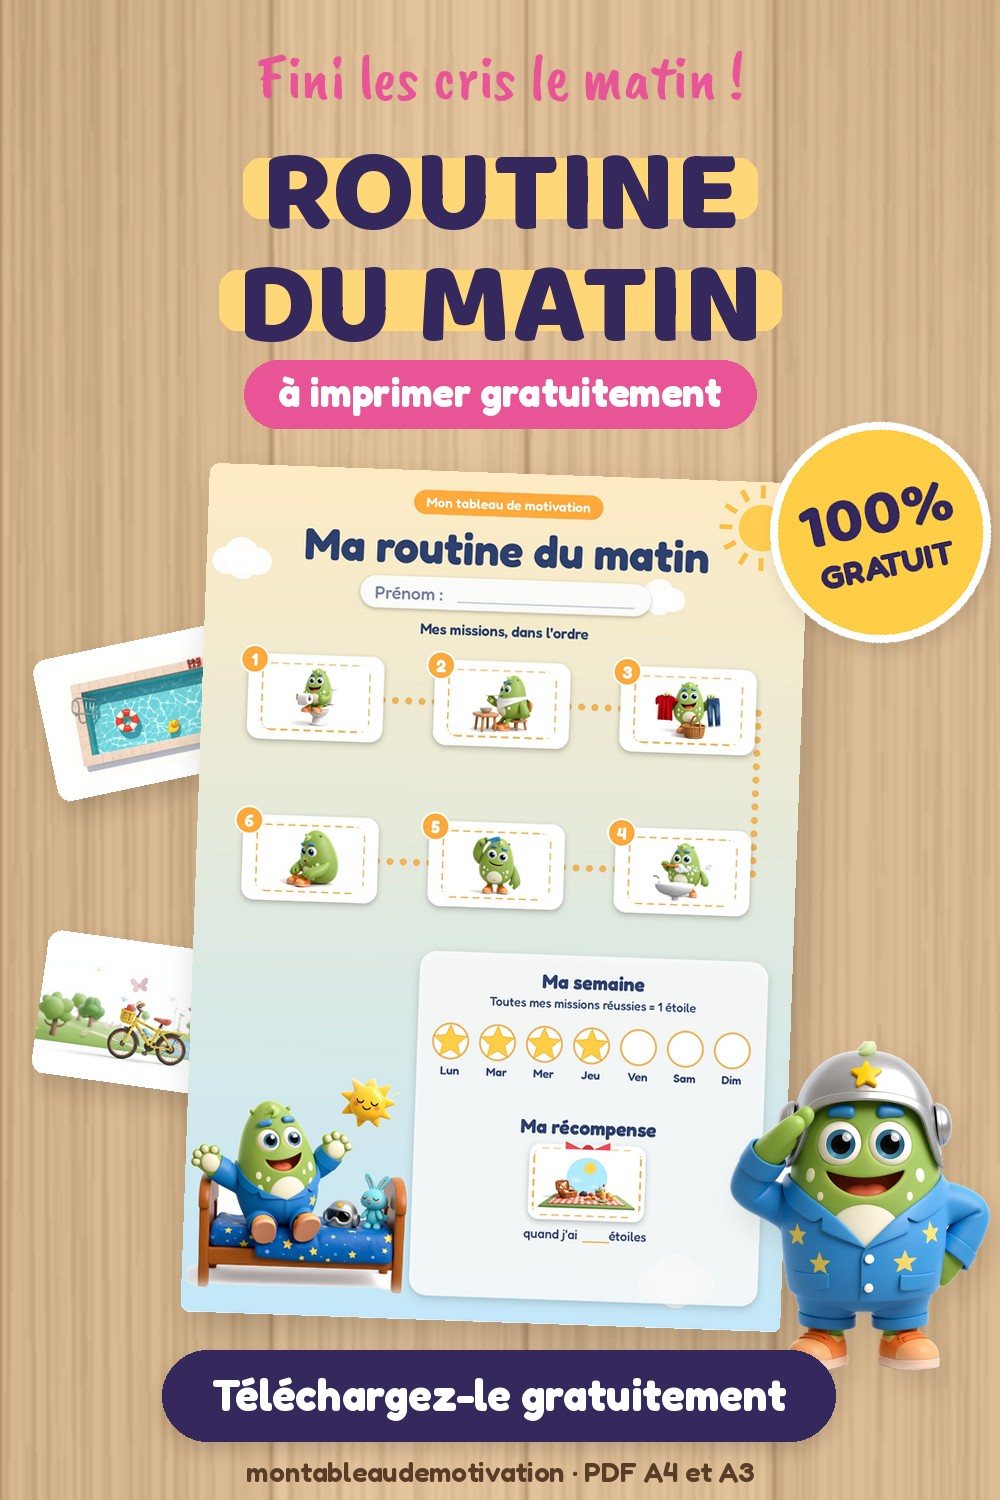 Fini les cris le matin !
ROUTINE
DU MATIN
à imprimer gratuitement
100%
GRATUIT
Mon tableau de motivation
Ma routine du matin
Prénom :
Mes missions, dans l'ordre
1 2 3
6 5 4
Ma semaine
Toutes mes missions réussies = 1 étoile
Lun Mar Mer Jeu Ven Sam Dim
Ma récompense
quand j'ai ____ étoiles
Téléchargez-le gratuitement
montableaudemotivation · PDF A4 et A3